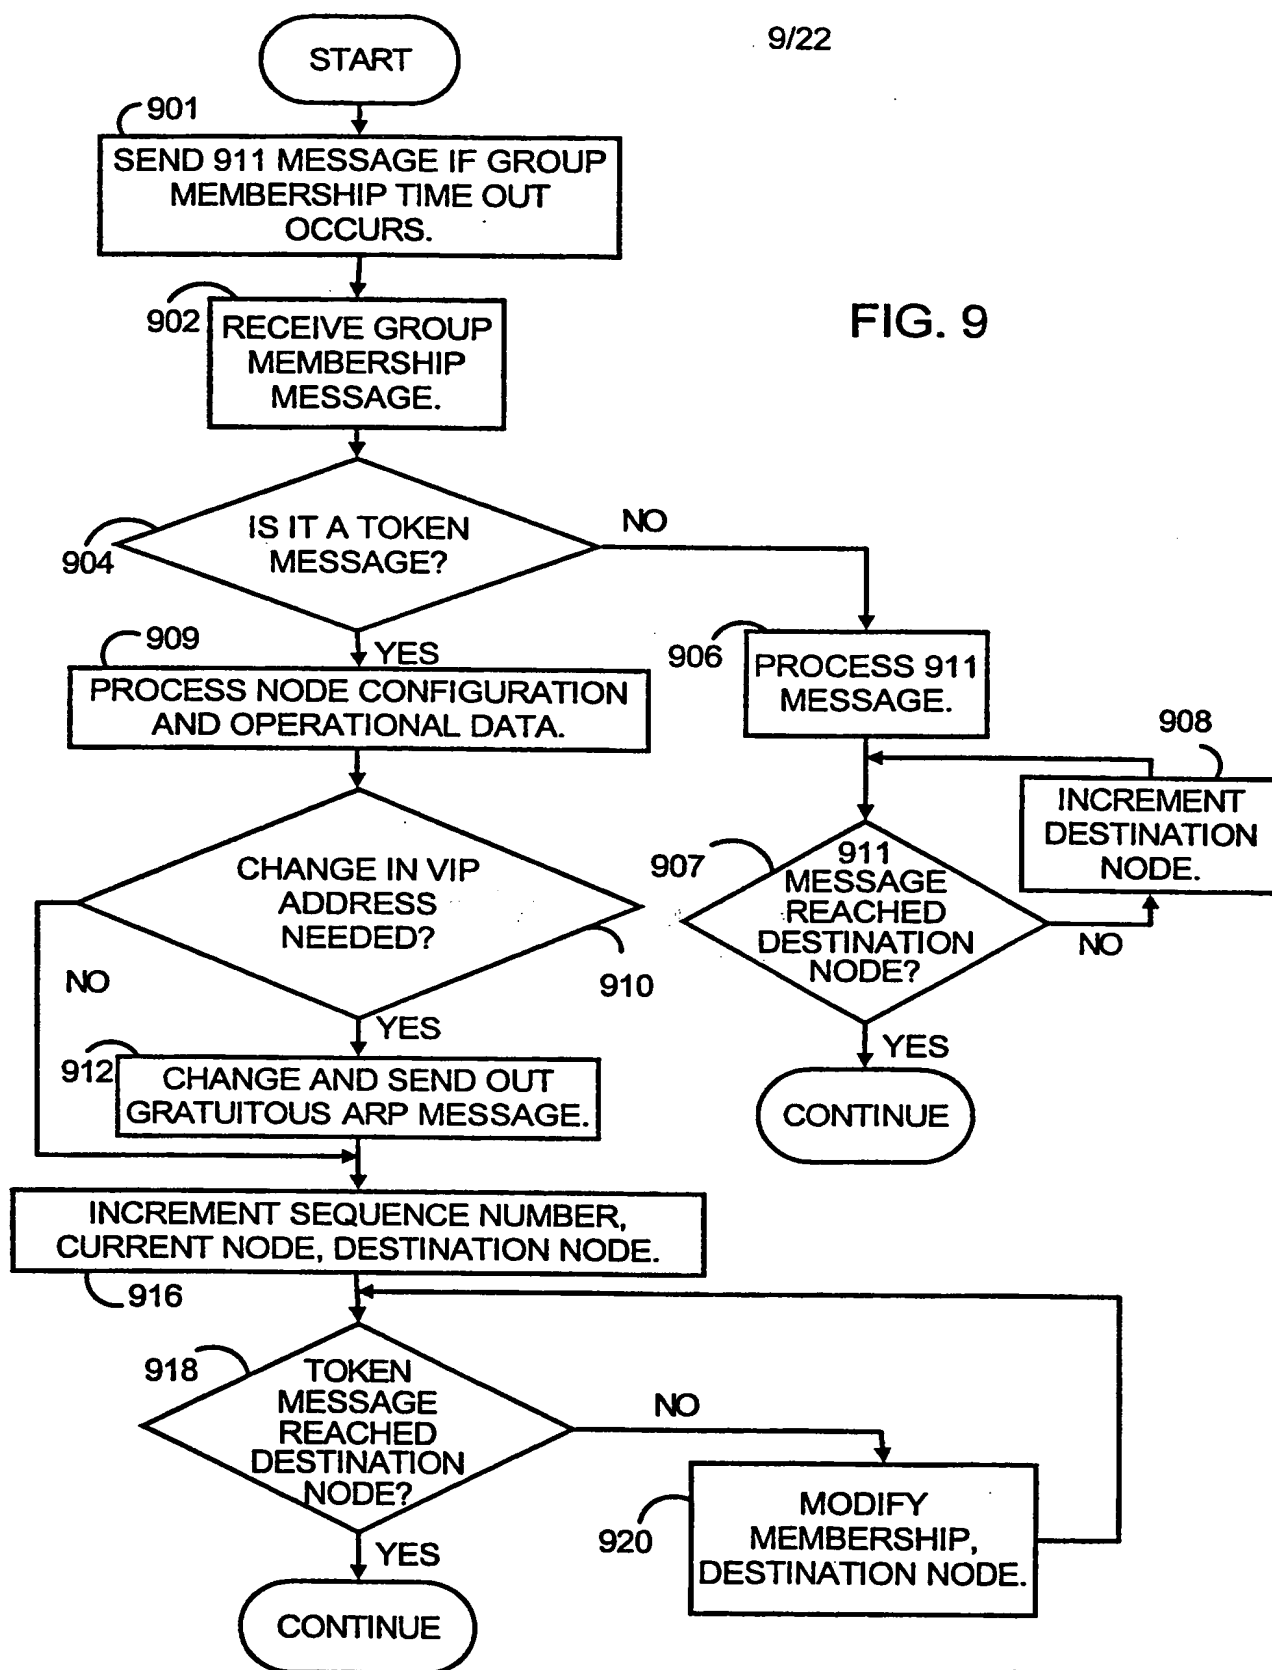 9/22
START
901
SEND 911 MESSAGE IF GROUP
MEMBERSHIP TIME OUT
OCCURS.
902
RECEIVE GROUP
MEMBERSHIP
MESSAGE.
FIG. 9
904
IS IT A TOKEN
MESSAGE?
NO
YES
906
PROCESS 911
MESSAGE.
909
PROCESS NODE CONFIGURATION
AND OPERATIONAL DATA.
908
INCREMENT
DESTINATION
NODE.
907
911
MESSAGE
REACHED
DESTINATION
NODE?
NO
YES
CONTINUE
CHANGE IN VIP
ADDRESS
NEEDED?
910
NO
YES
912
CHANGE AND SEND OUT
GRATUITOUS ARP MESSAGE.
INCREMENT SEQUENCE NUMBER,
CURRENT NODE, DESTINATION NODE.
916
918
TOKEN
MESSAGE
REACHED
DESTINATION
NODE?
NO
920
MODIFY
MEMBERSHIP,
DESTINATION NODE.
YES
CONTINUE